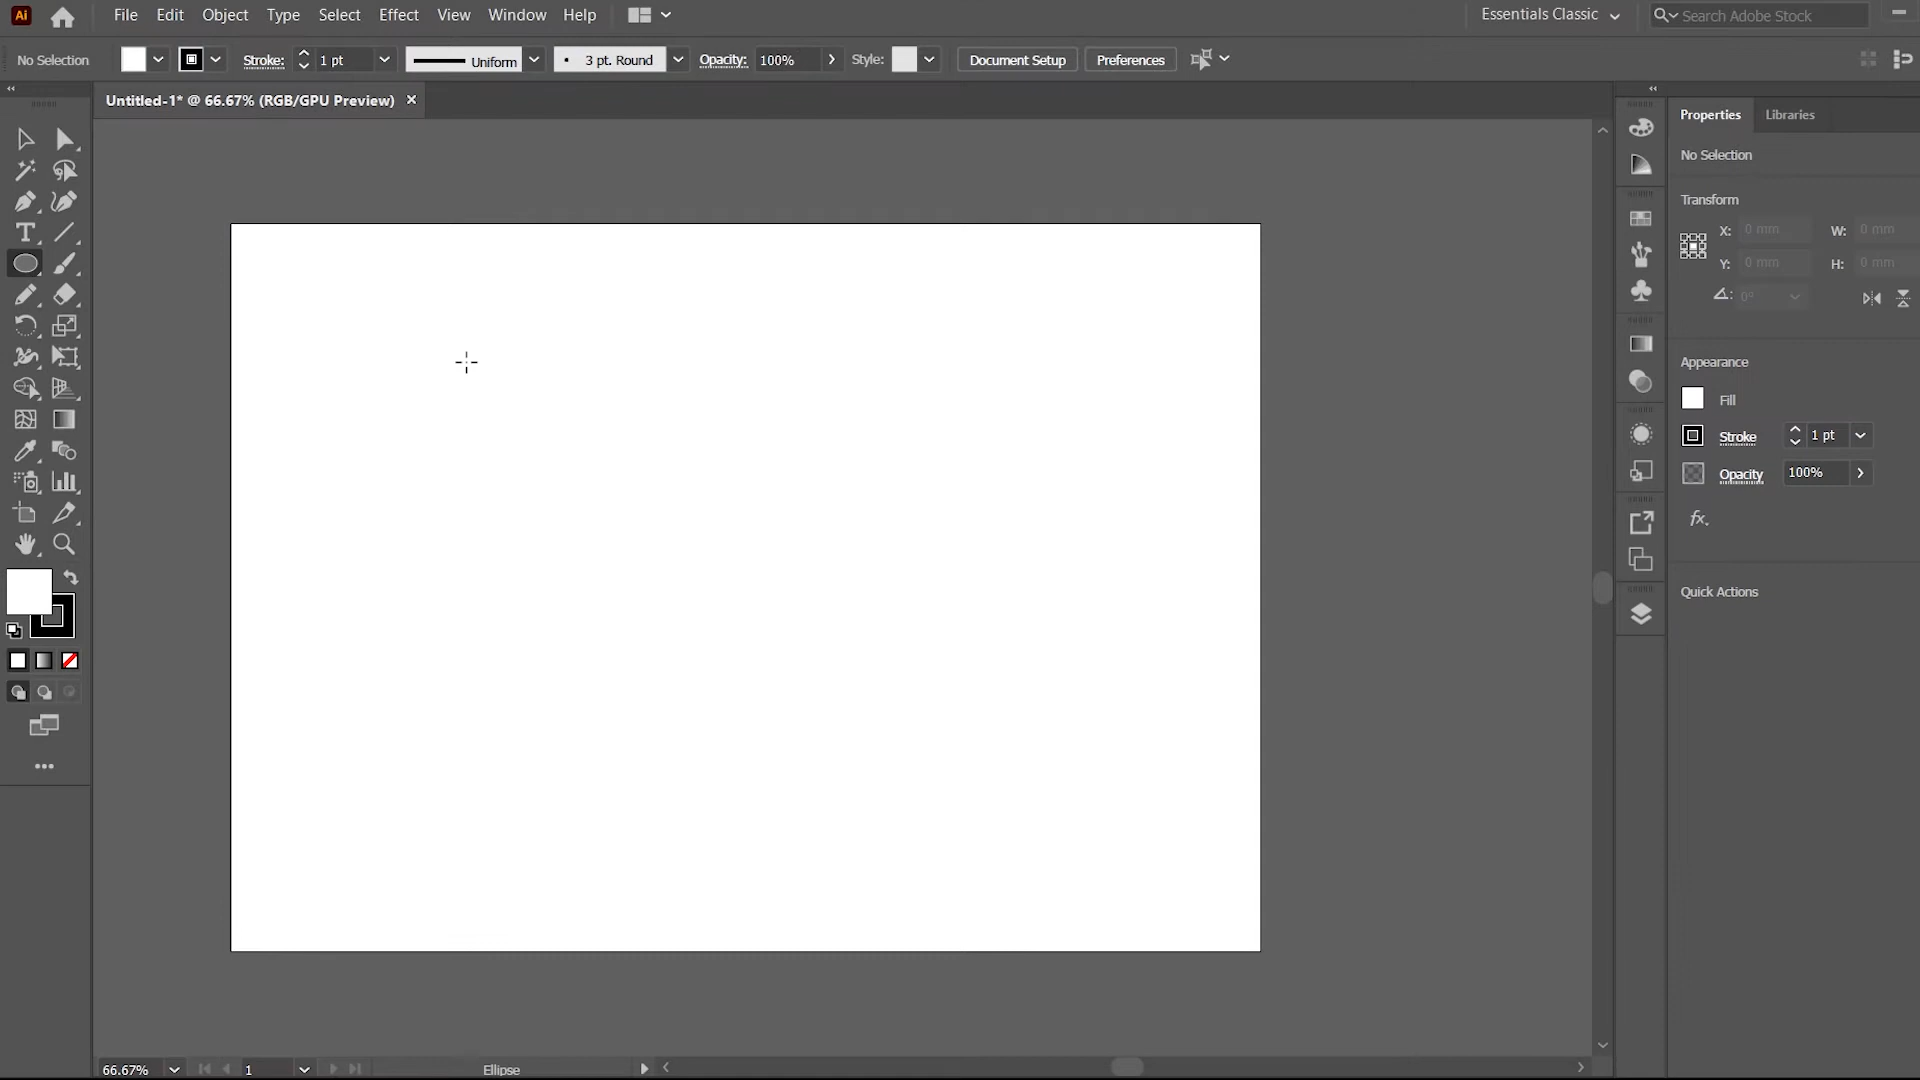 Ai File Edit Object Type Select Effect View Window Help Essentials Classic Search Adobe Stock
No Selection Stroke: 1 pt Uniform 3 pt. Round Opacity: 100% Style: Document Setup Preferences
Untitled-1* @ 66.67% (RGB/GPU Preview)
Properties Libraries
No Selection
Transform
X: 0 mm W: 0 mm
Y: 0 mm H: 0 mm
0°
Appearance
Fill
Stroke 1 pt
Opacity 100%
fx.
Quick Actions
66.67% 1 Ellipse